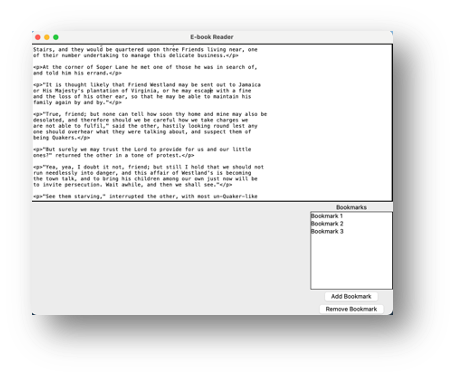 E-book Reader
Stairs, and they would be quartered upon three Friends living near, one
of their number undertaking to manage this delicate business.</p>
<p>At the corner of Soper Lane he met one of those he was in search of,
and told him his errand.</p>
<p>"It is thought likely that Friend Westland may be sent out to Jamaica
or His Majesty's plantation of Virginia, or he may escape with a fine
and the loss of his other ear, so that he may be able to maintain his
family again by and by."</p>
<p>"True, friend; but none can tell how soon thy home and mine may also be
desolated, and therefore should we be careful how we take charges we
are not able to fulfil," said the other, hastily looking round lest any
one should overhear what they were talking about, and suspect them of
being Quakers.</p>
<p>"But surely we may trust the Lord to provide for us and our little
ones?" returned the other in a tone of protest.</p>
<p>"Yea, yea, I doubt it not, friend; but still I hold that we should not
run needlessly into danger, and this affair of Westland's is becoming
the town talk, and to bring his children among our own just now will be
to invite persecution. Wait awhile, and then we shall see."</p>
<p>"See them starving," interrupted the other, with most un-Quaker-like
Bookmarks
Bookmark 1
Bookmark 2
Bookmark 3
Add Bookmark
Remove Bookmark